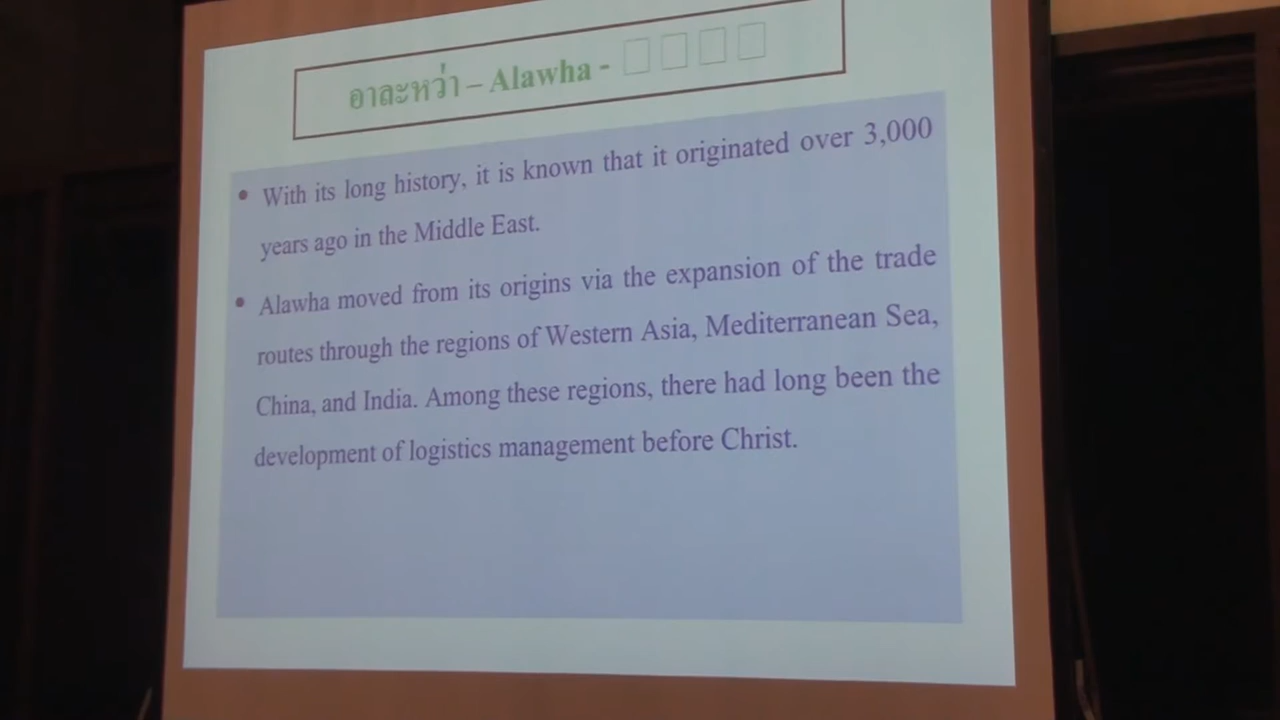 อาละหว่า – Alawha - □□□□
• With its long history, it is known that it originated over 3,000
years ago in the Middle East.
• Alawha moved from its origins via the expansion of the trade
routes through the regions of Western Asia, Mediterranean Sea,
China, and India. Among these regions, there had long been the
development of logistics management before Christ.